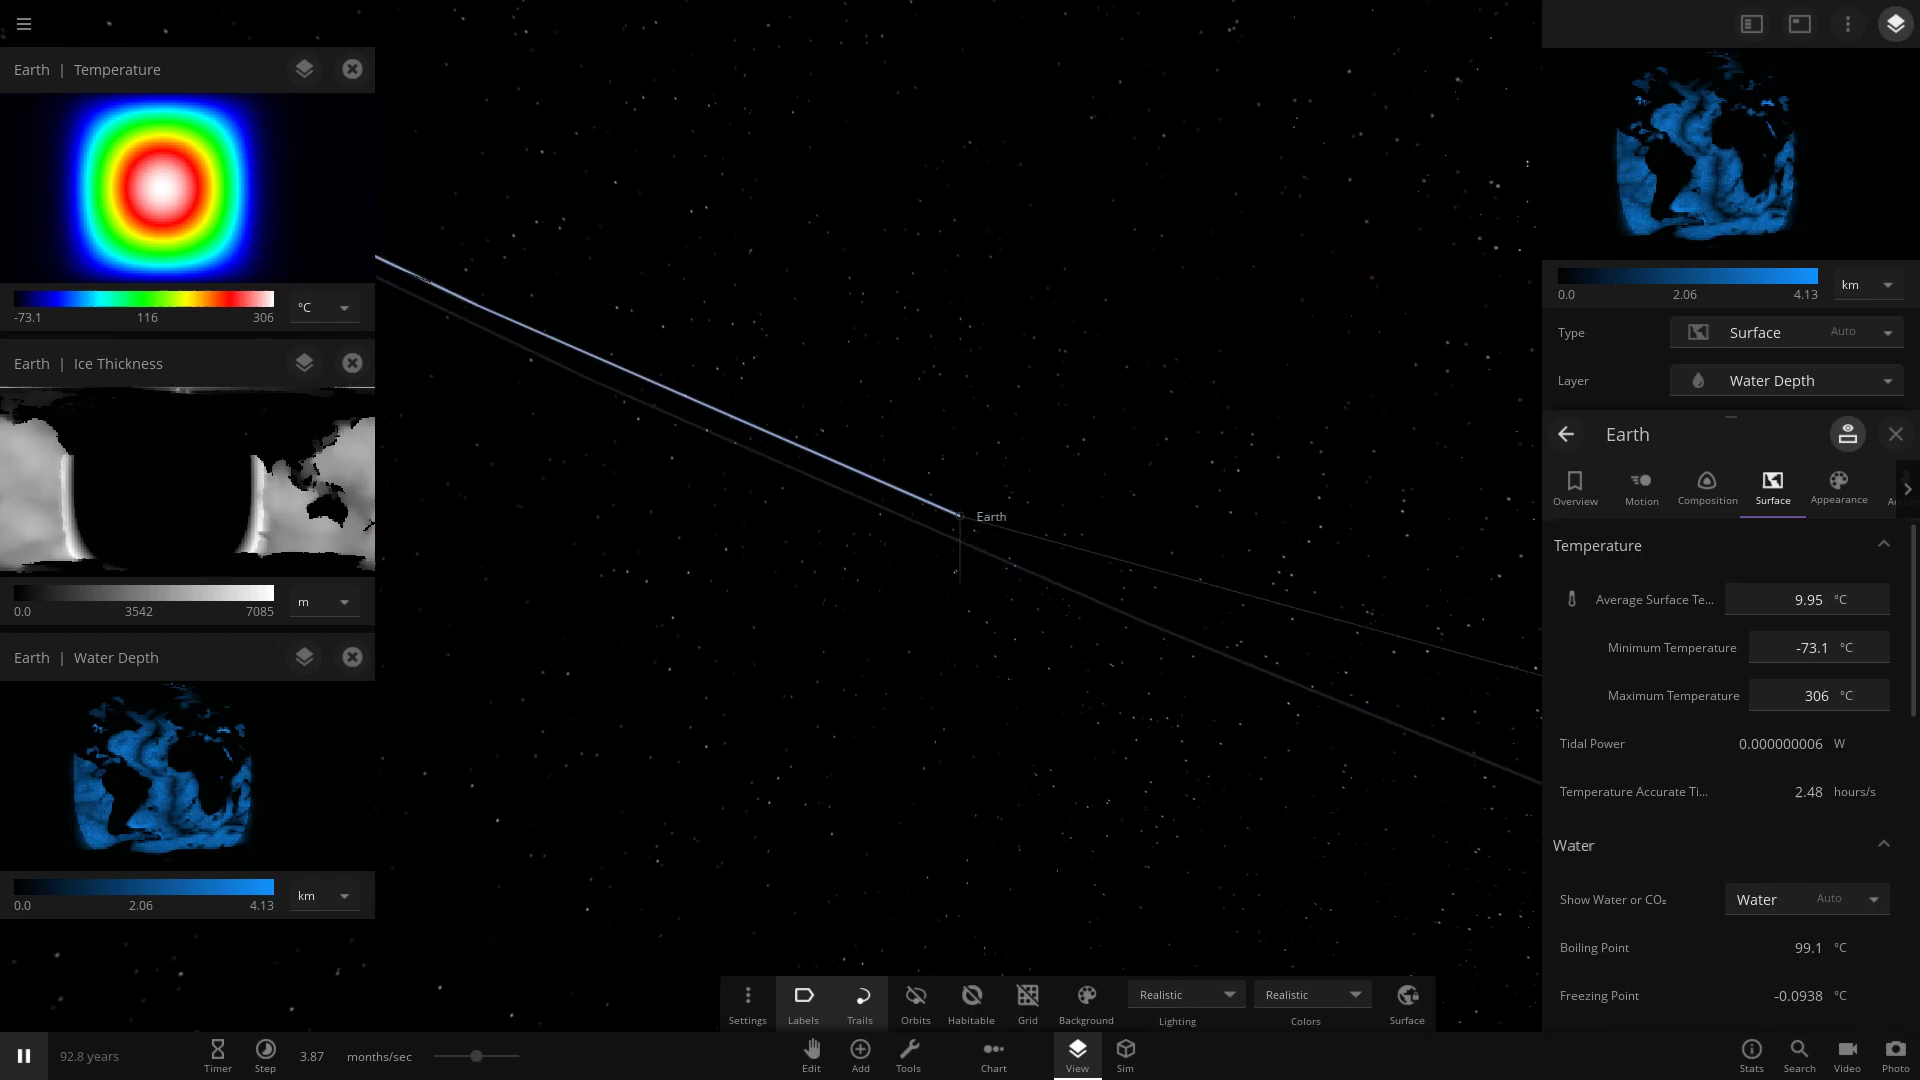 Earth | Temperature
-73.1 116 306 °C
Earth | Ice Thickness
0.0 3542 7085 m
Earth | Water Depth
0.0 2.06 4.13 km
92.8 years
Timer
Step
3.87 months/sec
Earth
Settings
Labels
Trails
Orbits
Habitable
Grid
Background
Realistic
Lighting
Realistic
Colors
Surface
Edit
Add
Tools
Chart
View
Sim
0.0 2.06 4.13 km
Type Surface Auto
Layer Water Depth
Earth
Overview
Motion
Composition
Surface
Appearance
Temperature
Average Surface Te... 9.95 °C
Minimum Temperature -73.1 °C
Maximum Temperature 306 °C
Tidal Power 0.000000006 W
Temperature Accurate Ti... 2.48 hours/s
Water
Show Water or CO₂ Water Auto
Boiling Point 99.1 °C
Freezing Point -0.0938 °C
Stats
Search
Video
Photo